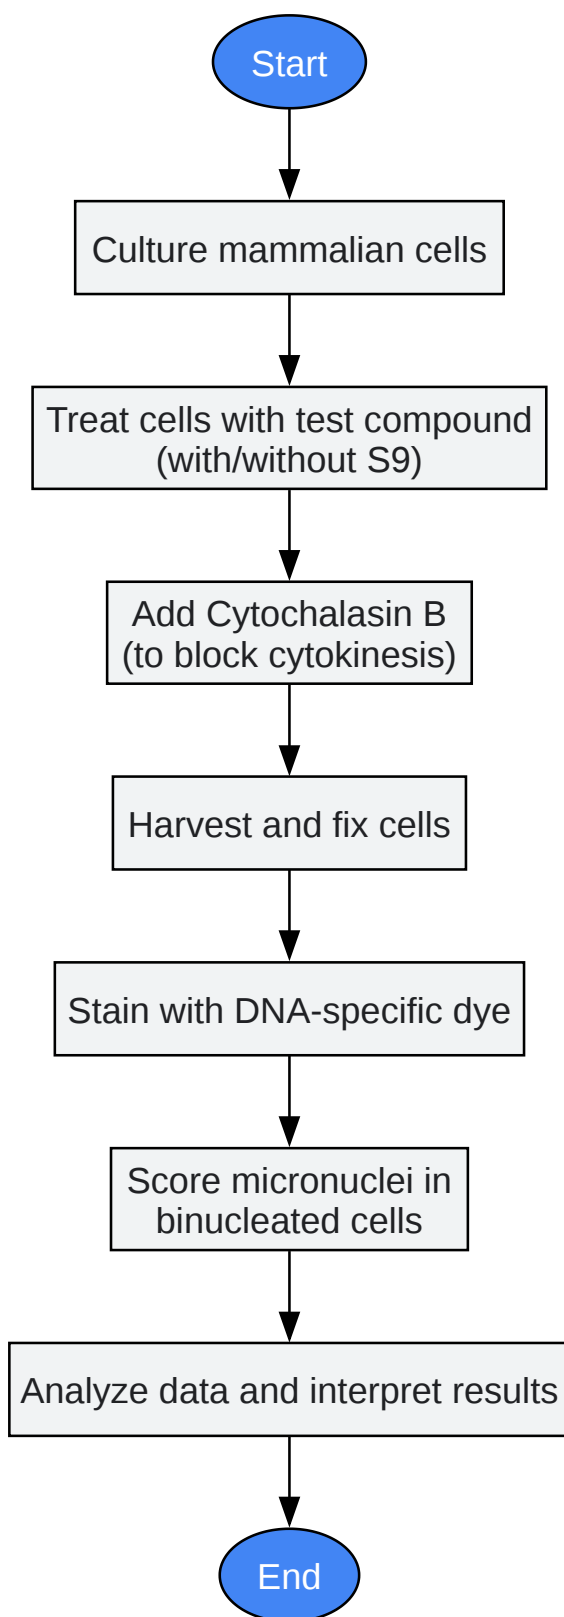 Start
Culture mammalian cells
Treat cells with test compound
(with/without S9)
Add Cytochalasin B
(to block cytokinesis)
Harvest and fix cells
Stain with DNA-specific dye
Score micronuclei in
binucleated cells
Analyze data and interpret results
End